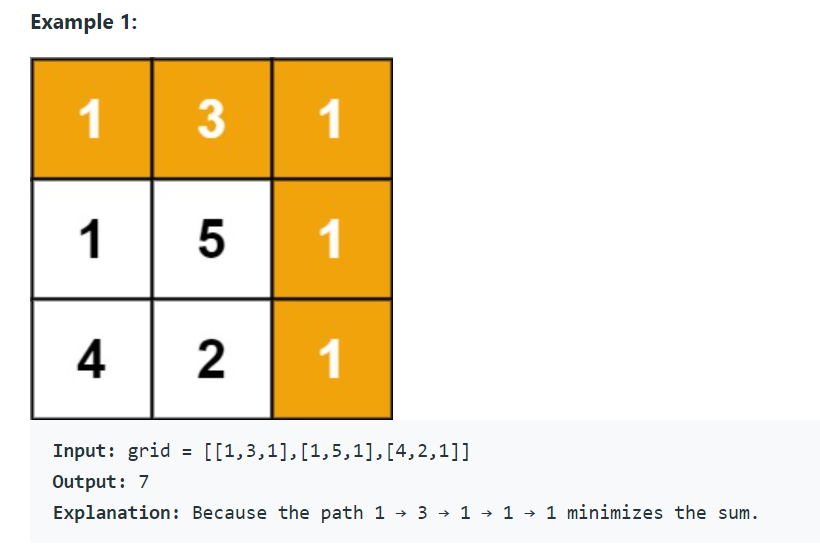 Example 1:
1 3 1
1 5 1
4 2 1
Input: grid = [[1,3,1],[1,5,1],[4,2,1]]
Output: 7
Explanation: Because the path 1 → 3 → 1 → 1 → 1 minimizes the sum.